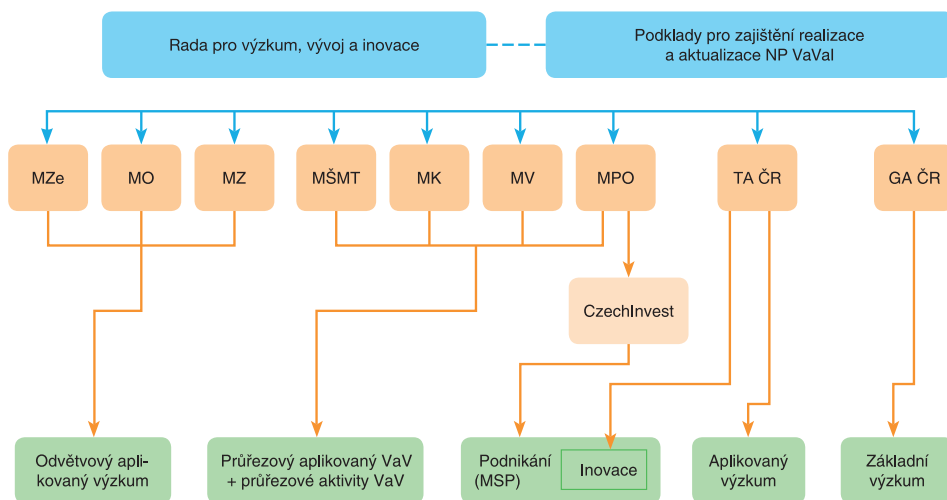 Rada pro výzkum, vývoj a inovace
Podklady pro zajištění realizace
a aktualizace NP VaVaI
MZe
MO
MZ
MŠMT
MK
MV
MPO
TA ČR
GA ČR
CzechInvest
Odvětvový apli-
kovaný výzkum
Průřezový aplikovaný VaV
+ průřezové aktivity VaV
Podnikání
(MSP)
Inovace
Aplikovaný
výzkum
Základní
výzkum